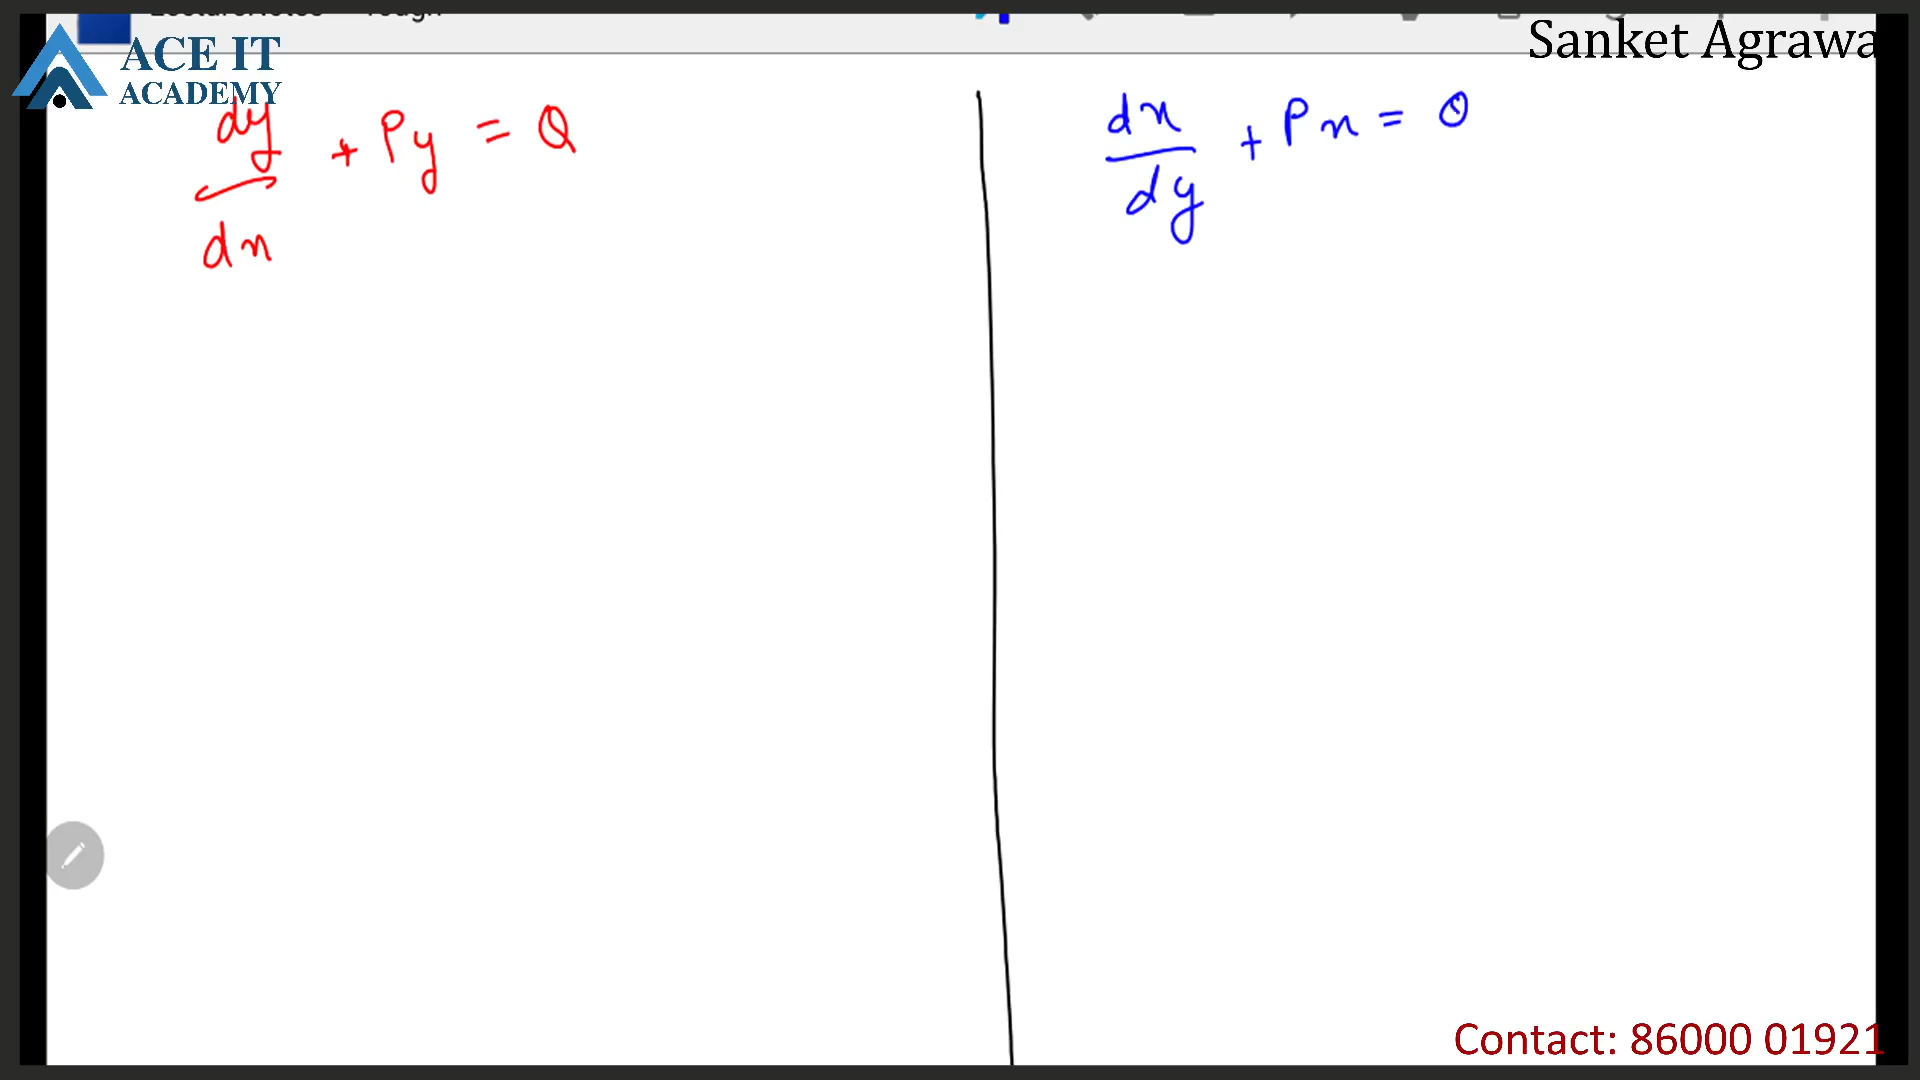 Sanket Agrawa
ACE IT
ACADEMY
dy/dx + Py = Q
dx/dy + Px = Q
Contact: 86000 01921